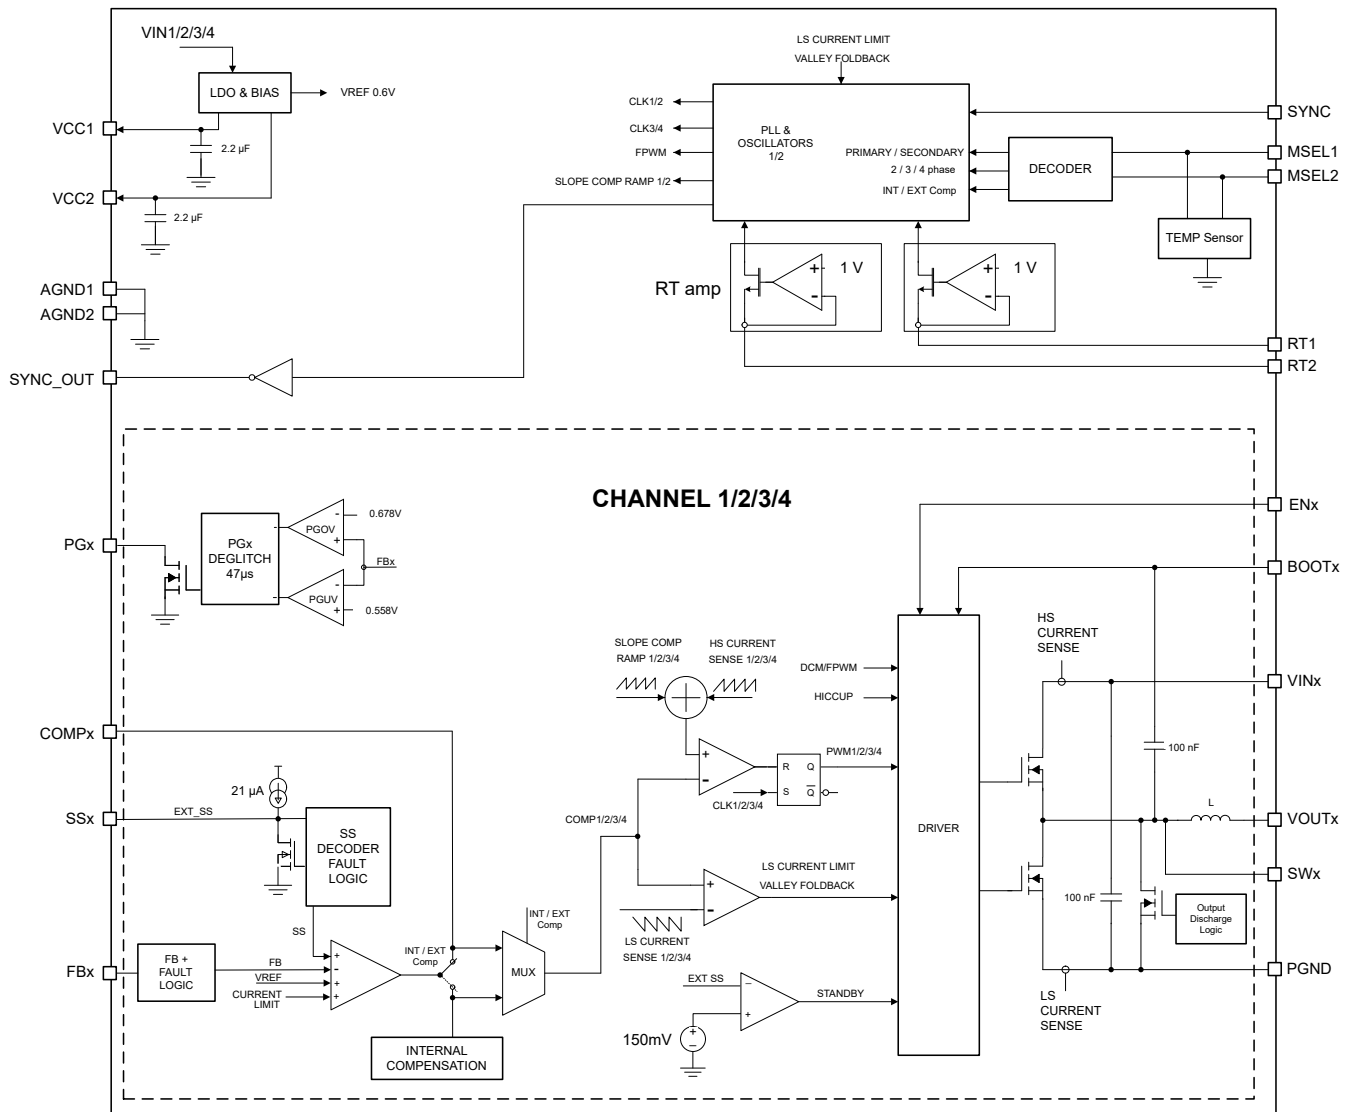 VIN1/2/3/4
LDO & BIAS
VREF 0.6V
VCC1
2.2 µF
VCC2
2.2 µF
AGND1
AGND2
SYNC_OUT
LS CURRENT LIMIT
VALLEY FOLDBACK
CLK1/2
CLK3/4
FPWM
SLOPE COMP RAMP 1/2
PLL &
OSCILLATORS
1/2
PRIMARY / SECONDARY
2 / 3 / 4 phase
INT / EXT Comp
DECODER
SYNC
MSEL1
MSEL2
TEMP Sensor
RT amp
+
-
1 V
+
-
1 V
RT1
RT2
CHANNEL 1/2/3/4
PGx
PGx
DEGLITCH
47µs
-
-
PGOV
-
+
0.678V
FBx
PGUV
-
+
0.558V
ENx
BOOTx
HS
CURRENT
SENSE
VINx
SLOPE COMP
RAMP 1/2/3/4
HS CURRENT
SENSE 1/2/3/4
DCM/FPWM
HICCUP
COMPx
+
-
R
Q
S
Q
PWM1/2/3/4
CLK1/2/3/4
100 nF
21 µA
EXT_SS
SSx
SS
DECODER
FAULT
LOGIC
COMP1/2/3/4
DRIVER
L
VOUTx
SWx
LS CURRENT LIMIT
VALLEY FOLDBACK
+
-
LS CURRENT
SENSE 1/2/3/4
100 nF
Output
Discharge
Logic
SS
INT / EXT
Comp
INT / EXT
Comp
MUX
FBx
FB +
FAULT
LOGIC
FB
VREF
CURRENT
LIMIT
+
-
+
+
PGND
EXT SS
STANDBY
−
+
LS
CURRENT
SENSE
150mV
+
−
INTERNAL
COMPENSATION